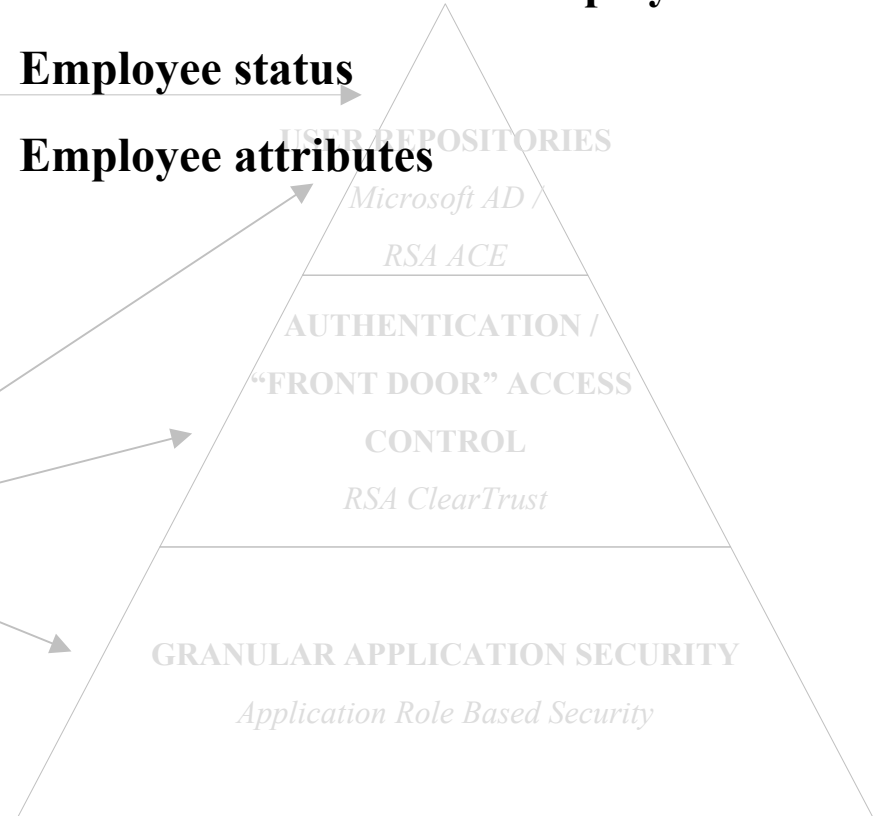 Employee status
USER REPOSITORIES
Employee attributes
Microsoft AD /
RSA ACE
AUTHENTICATION /
“FRONT DOOR” ACCESS
CONTROL
RSA ClearTrust
GRANULAR APPLICATION SECURITY
Application Role Based Security